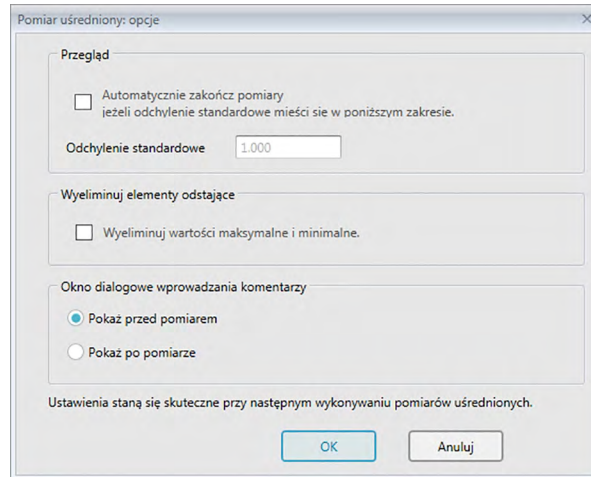 Pomiar uśredniony: opcje
Przegląd
Automatycznie zakończ pomiary
jeżeli odchylenie standardowe mieści sie w poniższym zakresie.
Odchylenie standardowe 1.000
Wyeliminuj elementy odstające
Wyeliminuj wartości maksymalne i minimalne.
Okno dialogowe wprowadzania komentarzy
Pokaż przed pomiarem
Pokaż po pomiarze
Ustawienia staną się skuteczne przy następnym wykonywaniu pomiarów uśrednionych.
OK Anuluj